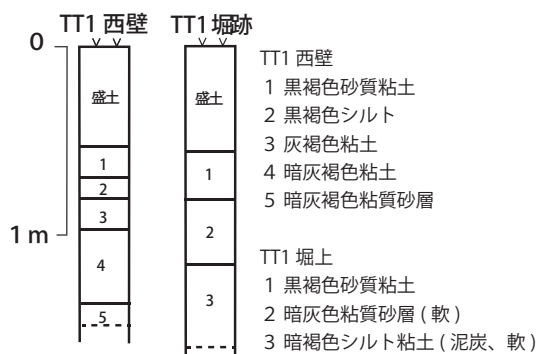 TT1 西壁
TT1 堀跡
0
盛土
盛土
1
2
3
4
5
1
2
3
1 m
TT1 西壁
1 黒褐色砂質粘土
2 黒褐色シルト
3 灰褐色粘土
4 暗灰褐色粘土
5 暗灰褐色粘質砂層
TT1 堀上
1 黒褐色砂質粘土
2 暗灰色粘質砂層 ( 軟 )
3 暗褐色シルト粘土 ( 泥炭、軟 )